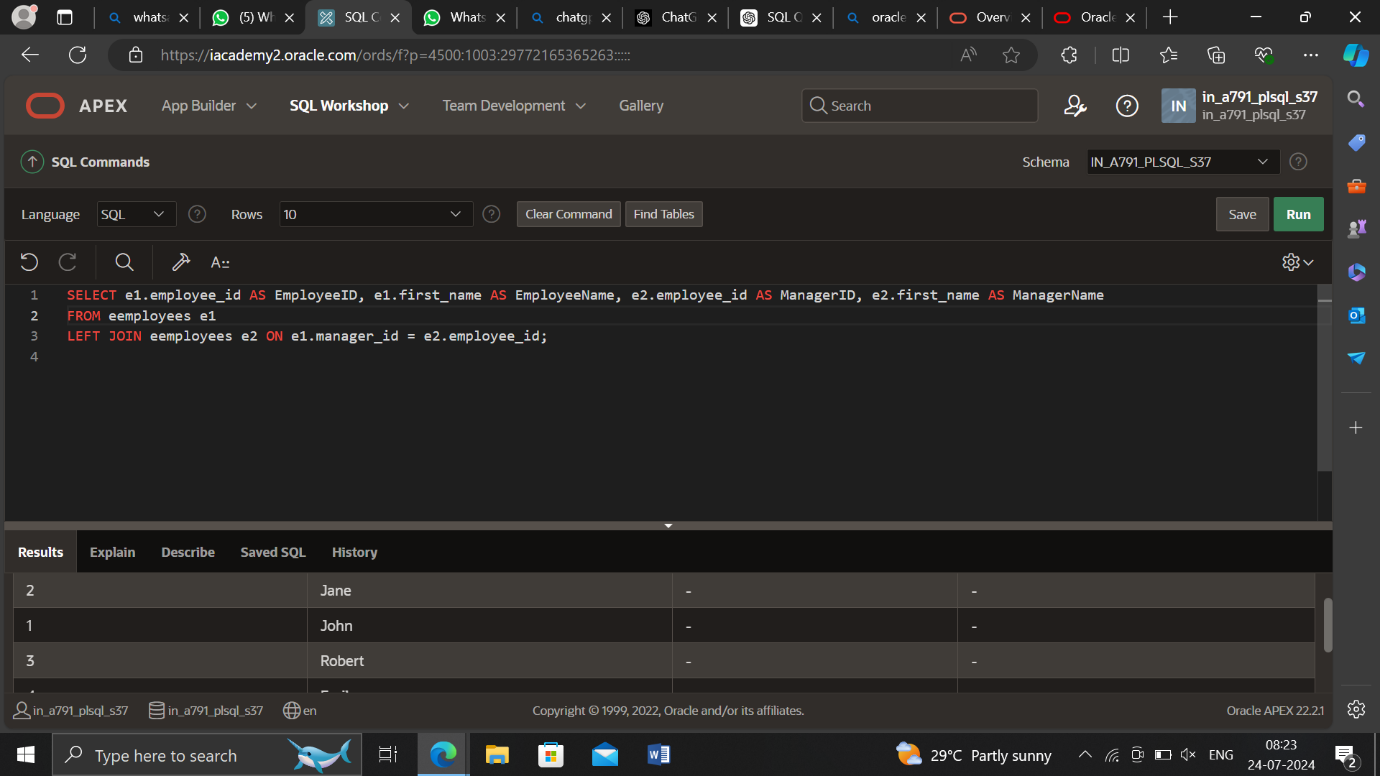 whatsa
(5) Wh
SQL C
Whats
chatgp
ChatG
SQL Q
oracle
Overv
Oracle
https://iacademy2.oracle.com/ords/f?p=4500:1003:297721653652​63:::::
APEX App Builder SQL Workshop Team Development Gallery Search IN in_a791_plsql_s37
in_a791_plsql_s37
SQL Commands Schema IN_A791_PLSQL_S37
Language SQL Rows 10 Clear Command Find Tables Save Run
1 SELECT e1.employee_id AS EmployeeID, e1.first_name AS EmployeeName, e2.employee_id AS ManagerID, e2.first_name AS ManagerName
2 FROM eemployees e1
3 LEFT JOIN eemployees e2 ON e1.manager_id = e2.employee_id;
4
Results Explain Describe Saved SQL History
2 Jane - -
1 John - -
3 Robert - -
in_a791_plsql_s37 in_a791_plsql_s37 en Copyright © 1999, 2022, Oracle and/or its affiliates. Oracle APEX 22.2.1
Type here to search 29°C Partly sunny ENG 08:23
24-07-2024 2